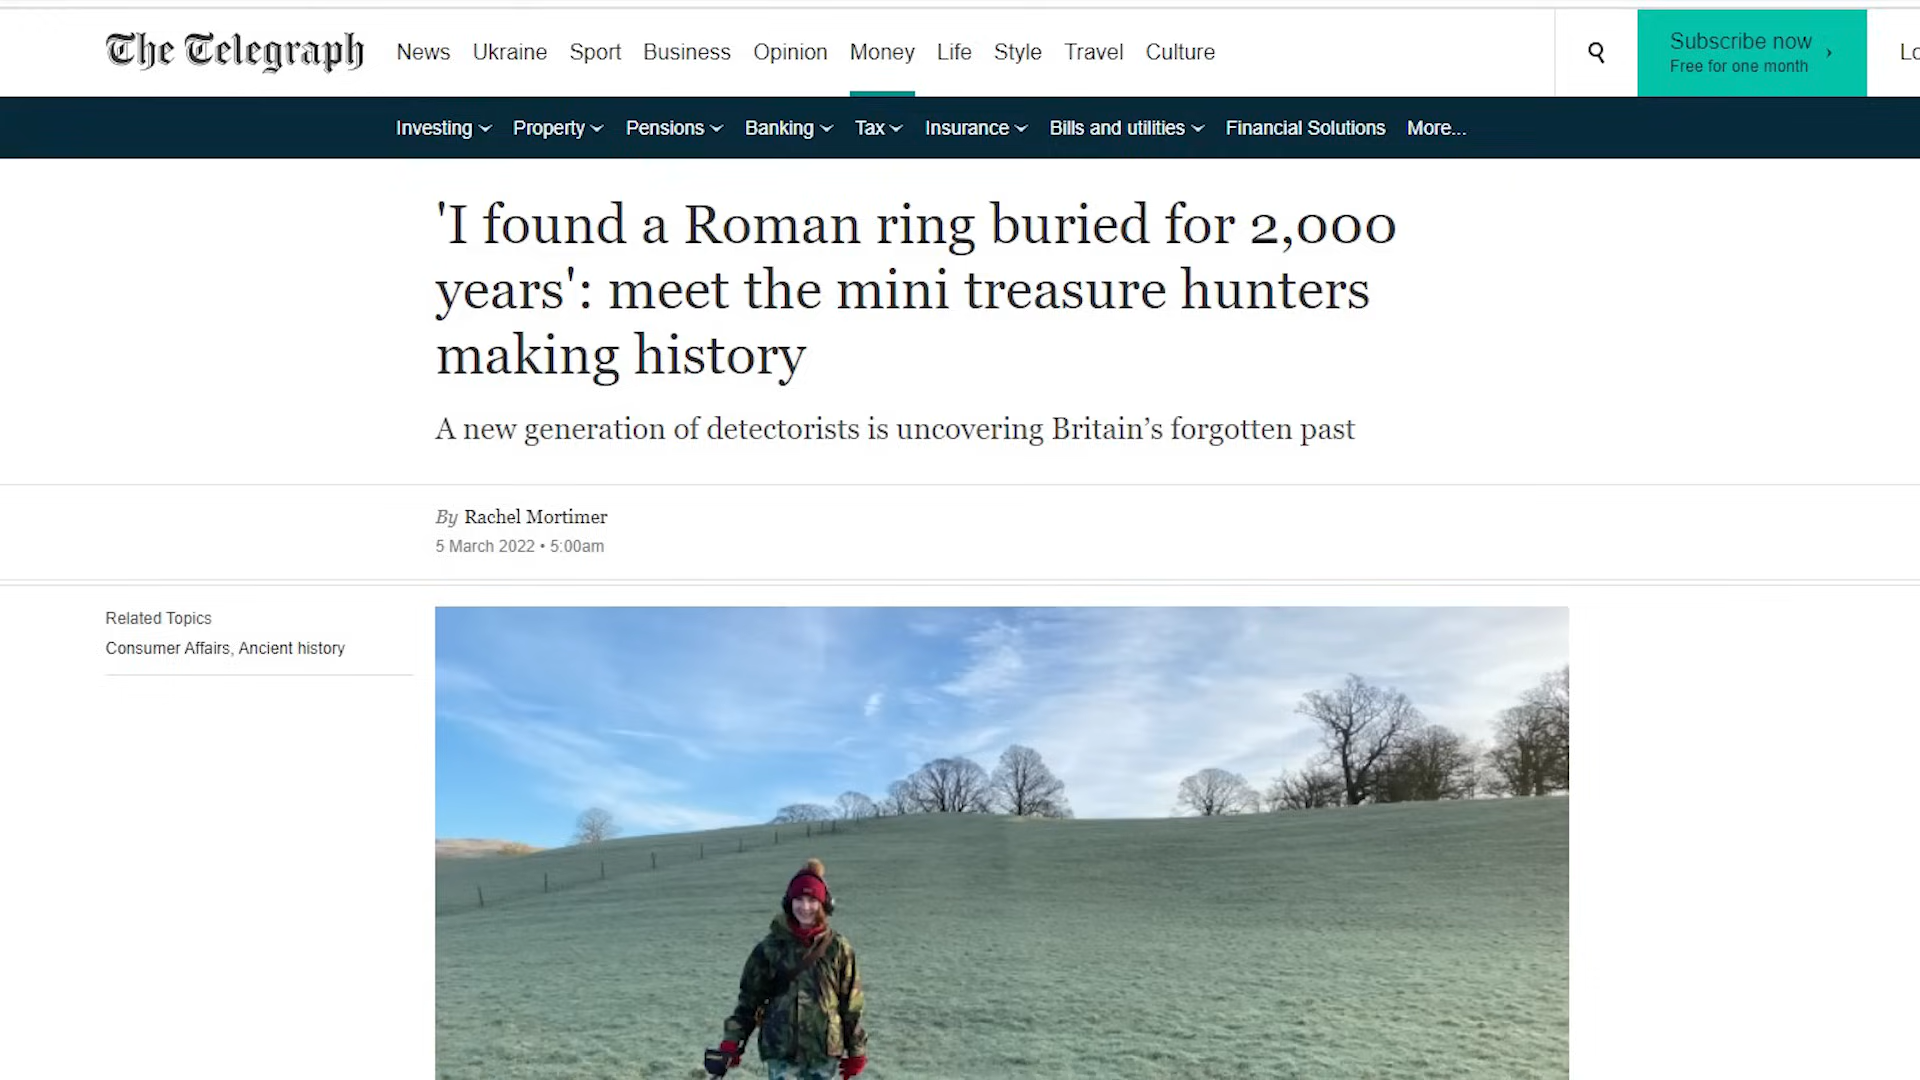 The Telegraph
News Ukraine Sport Business Opinion Money Life Style Travel Culture
Subscribe now
Free for one month
Investing Property Pensions Banking Tax Insurance Bills and utilities Financial Solutions More...
'I found a Roman ring buried for 2,000
years': meet the mini treasure hunters
making history
A new generation of detectorists is uncovering Britain’s forgotten past
By Rachel Mortimer
5 March 2022 • 5:00am
Related Topics
Consumer Affairs, Ancient history